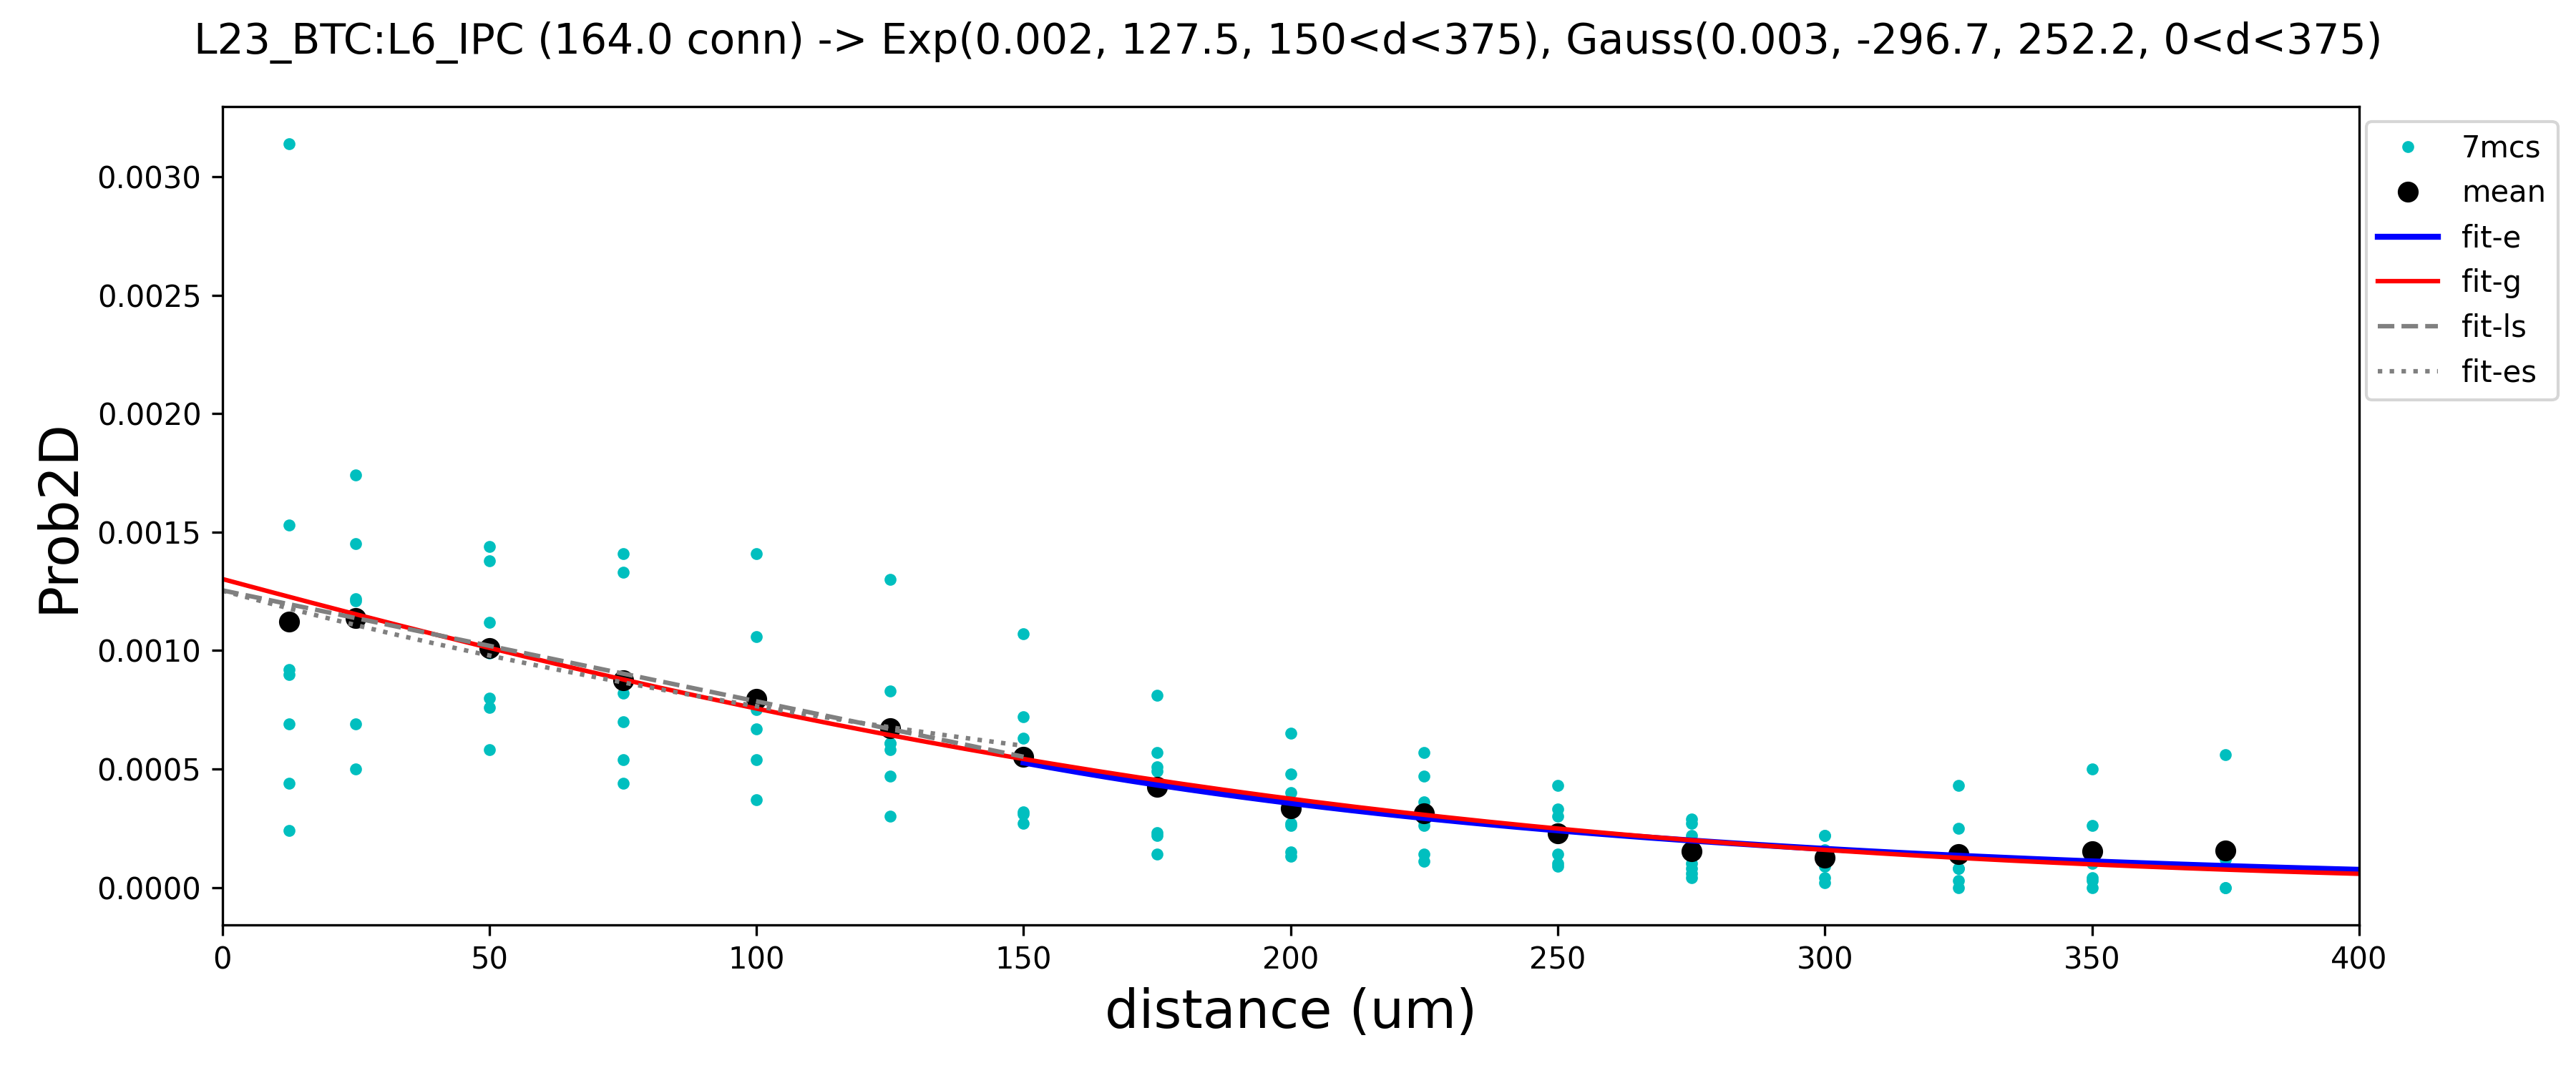 L23_BTC:L6_IPC (164.0 conn) -> Exp(0.002, 127.5, 150<d<375), Gauss(0.003, -296.7, 252.2, 0<d<375)
7mcs
mean
fit-e
fit-g
fit-ls
fit-es
Prob2D
0.0030
0.0025
0.0020
0.0015
0.0010
0.0005
0.0000
0 50 100 150 200 250 300 350 400
distance (um)